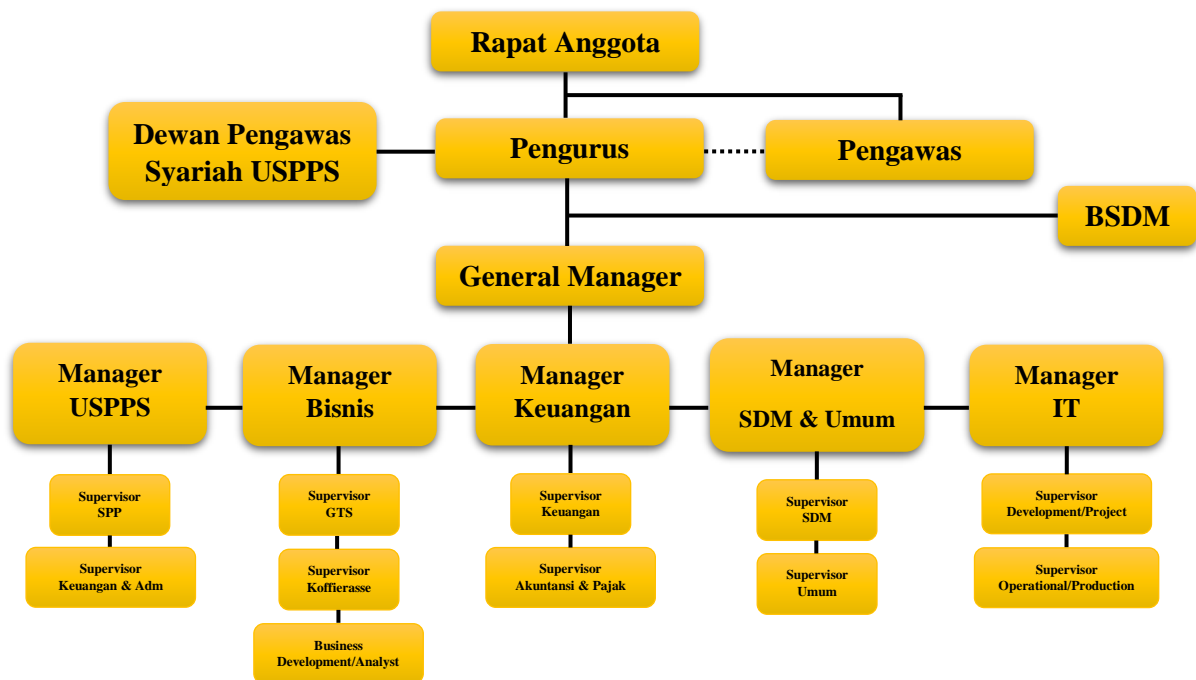 Rapat Anggota
Dewan Pengawas
Syariah USPPS
Pengurus
Pengawas
BSDM
General Manager
Manager
USPPS
Manager
Bisnis
Manager
Keuangan
Manager
SDM & Umum
Manager
IT
Supervisor
SPP
Supervisor
Keuangan & Adm
Supervisor
GTS
Supervisor
Koffierasse
Business
Development/Analyst
Supervisor
Keuangan
Supervisor
Akuntansi & Pajak
Supervisor
SDM
Supervisor
Umum
Supervisor
Development/Project
Supervisor
Operational/Production